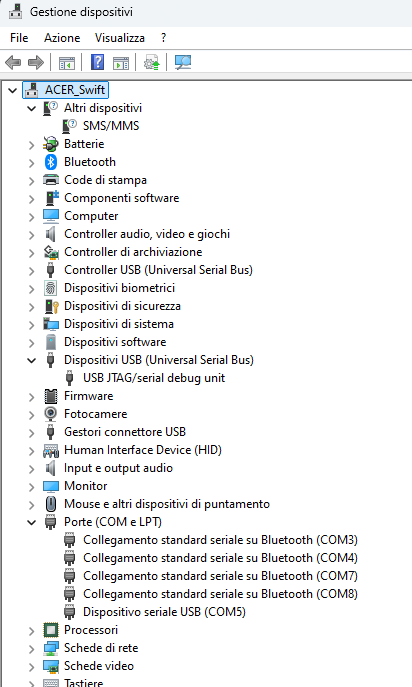 Gestione dispositivi
File Azione Visualizza ?
ACER_Swift
Altri dispositivi
SMS/MMS
Batterie
Bluetooth
Code di stampa
Componenti software
Computer
Controller audio, video e giochi
Controller di archiviazione
Controller USB (Universal Serial Bus)
Dispositivi biometrici
Dispositivi di sicurezza
Dispositivi di sistema
Dispositivi software
Dispositivi USB (Universal Serial Bus)
USB JTAG/serial debug unit
Firmware
Fotocamere
Gestori connettore USB
Human Interface Device (HID)
Input e output audio
Monitor
Mouse e altri dispositivi di puntamento
Porte (COM e LPT)
Collegamento standard seriale su Bluetooth (COM3)
Collegamento standard seriale su Bluetooth (COM4)
Collegamento standard seriale su Bluetooth (COM7)
Collegamento standard seriale su Bluetooth (COM8)
Dispositivo seriale USB (COM5)
Processori
Schede di rete
Schede video
Tastiere